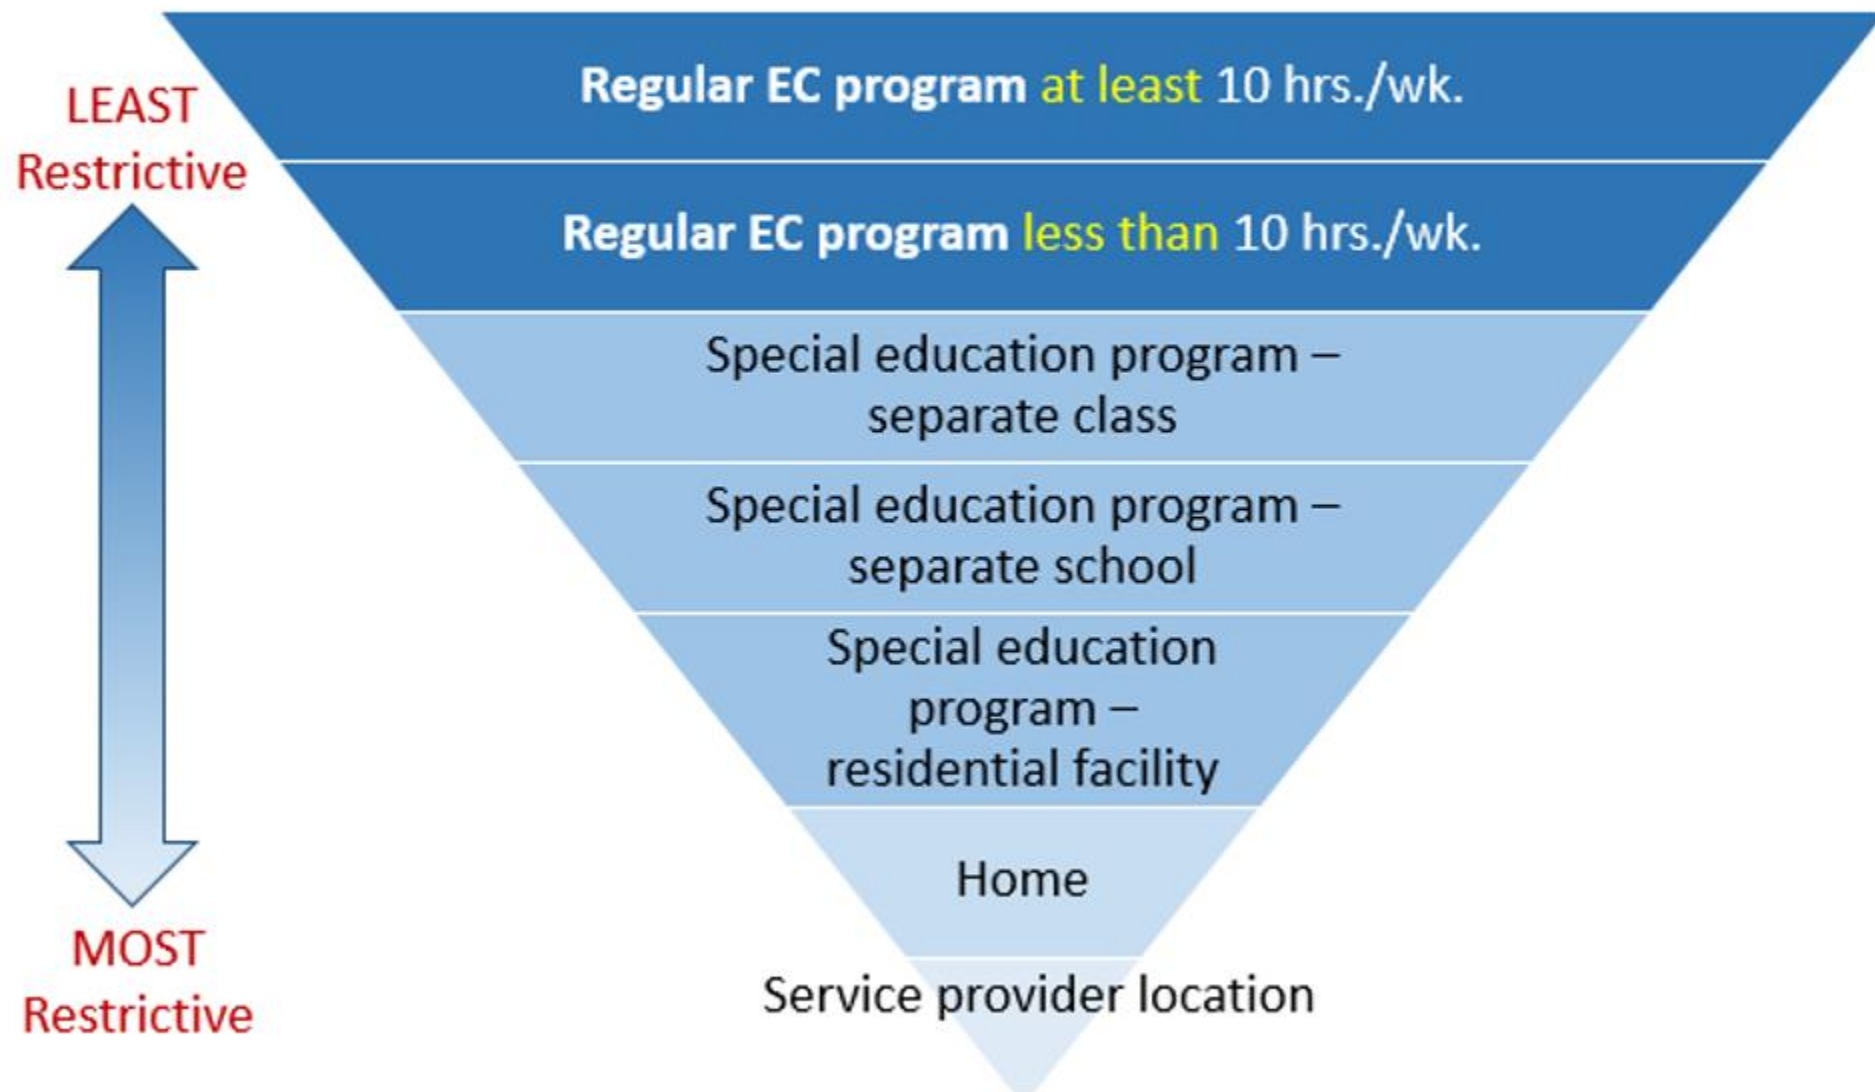 LEAST
Restrictive
Regular EC program at least 10 hrs./wk.
Regular EC program less than 10 hrs./wk.
Special education program –
separate class
Special education program –
separate school
Special education
program –
residential facility
Home
Service provider location
MOST
Restrictive